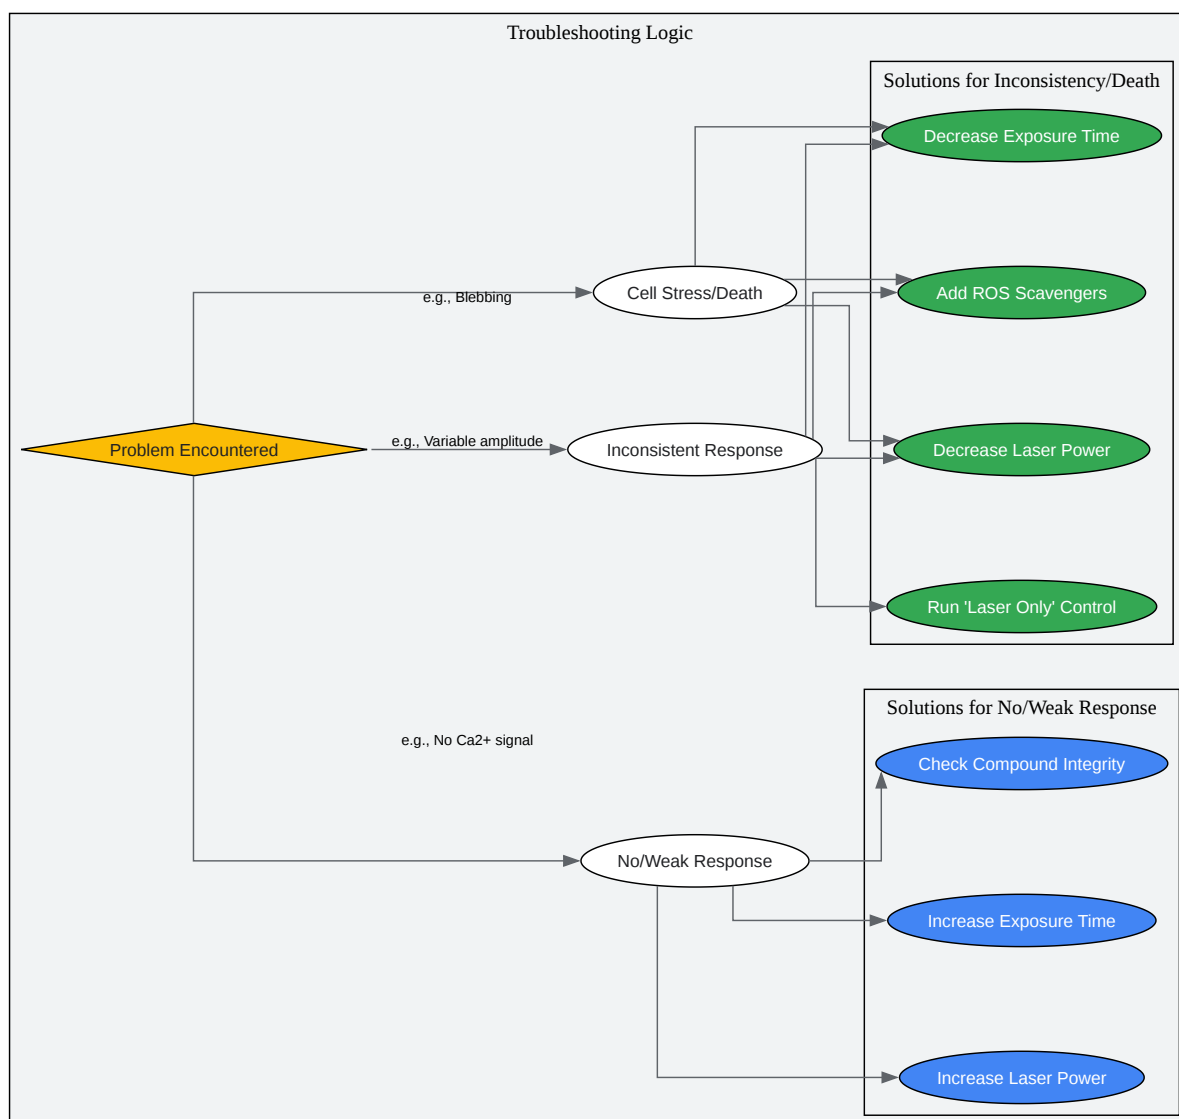 Troubleshooting Logic
Solutions for Inconsistency/Death
Decrease Exposure Time
e.g., Blebbing
Cell Stress/Death
Add ROS Scavengers
Problem Encountered
e.g., Variable amplitude
Inconsistent Response
Decrease Laser Power
Run 'Laser Only' Control
Solutions for No/Weak Response
e.g., No Ca2+ signal
Check Compound Integrity
No/Weak Response
Increase Exposure Time
Increase Laser Power